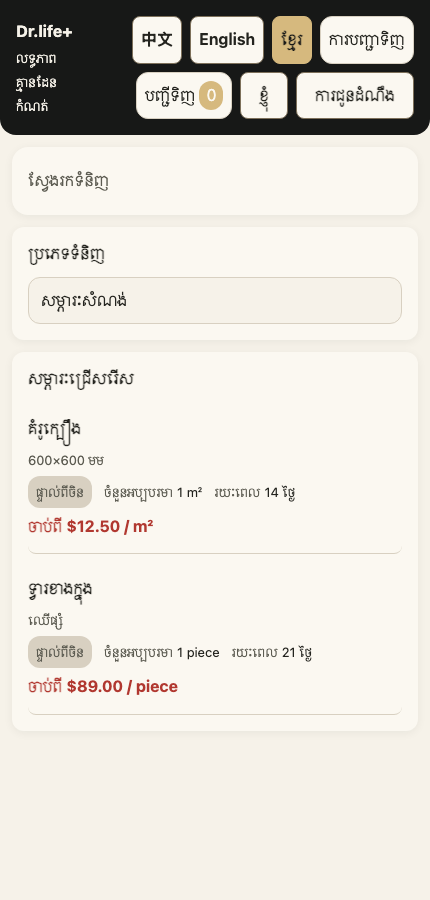 Dr.life+
លទ្ធភាព
គ្មានដែន
កំណត់
中文
English
ខ្មែរ
ការបញ្ជាទិញ
បញ្ជីទិញ 0
ខ្ញុំ
ការជូនដំណឹង
ស្វែងរកទំនិញ
ប្រភេទទំនិញ
សម្ភារៈសំណង់
សម្ភារៈជ្រើសរើស
គំរូក្បឿង
600×600 មម
ផ្ទាល់ពីចិន ចំនួនអប្បបរមា 1 m² រយៈពេល 14 ថ្ងៃ
ចាប់ពី $12.50 / m²
ទ្វារខាងក្នុង
ឈើផ្សំ
ផ្ទាល់ពីចិន ចំនួនអប្បបរមា 1 piece រយៈពេល 21 ថ្ងៃ
ចាប់ពី $89.00 / piece